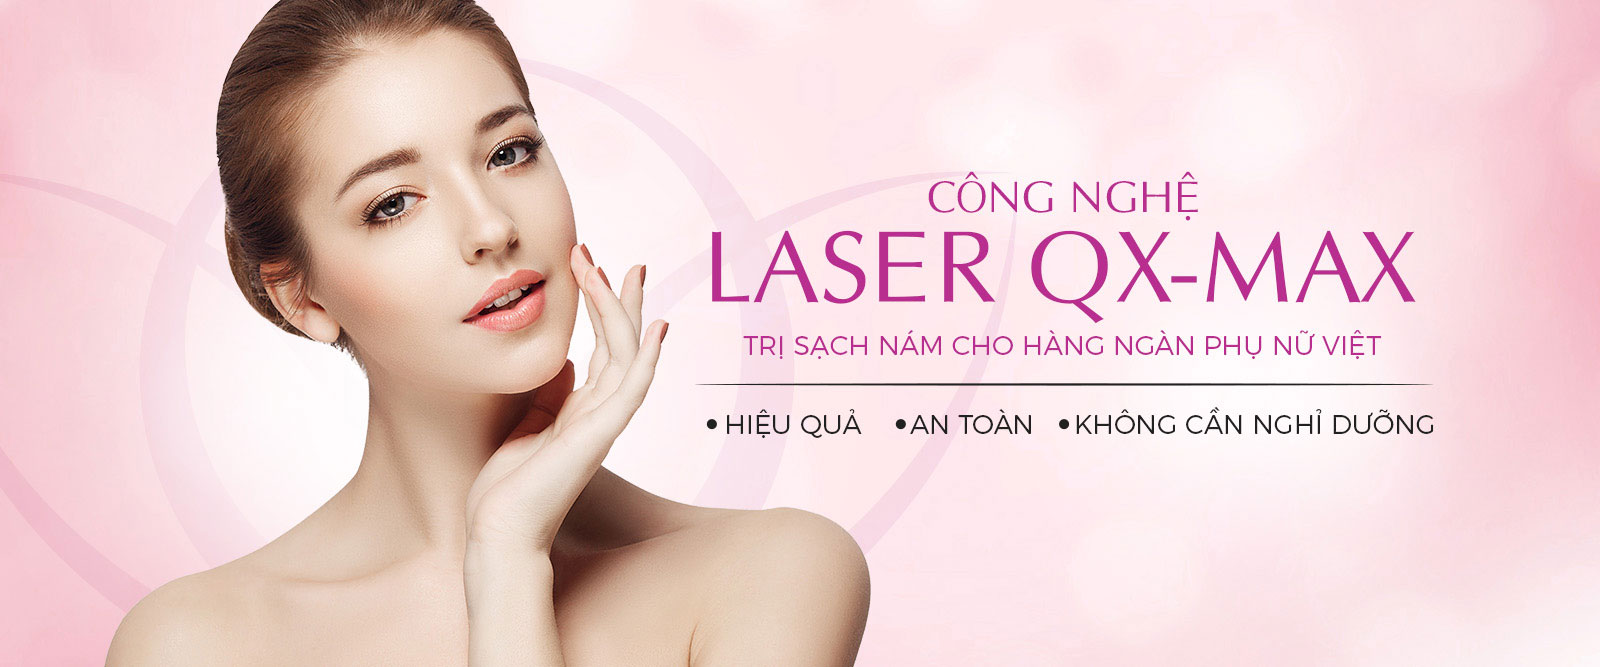 CÔNG NGHỆ
LASER QX-MAX
TRỊ SẠCH NÁM CHO HÀNG NGÀN PHỤ NỮ VIỆT
• HIỆU QUẢ • AN TOÀN • KHÔNG CẦN NGHỈ DƯỠNG